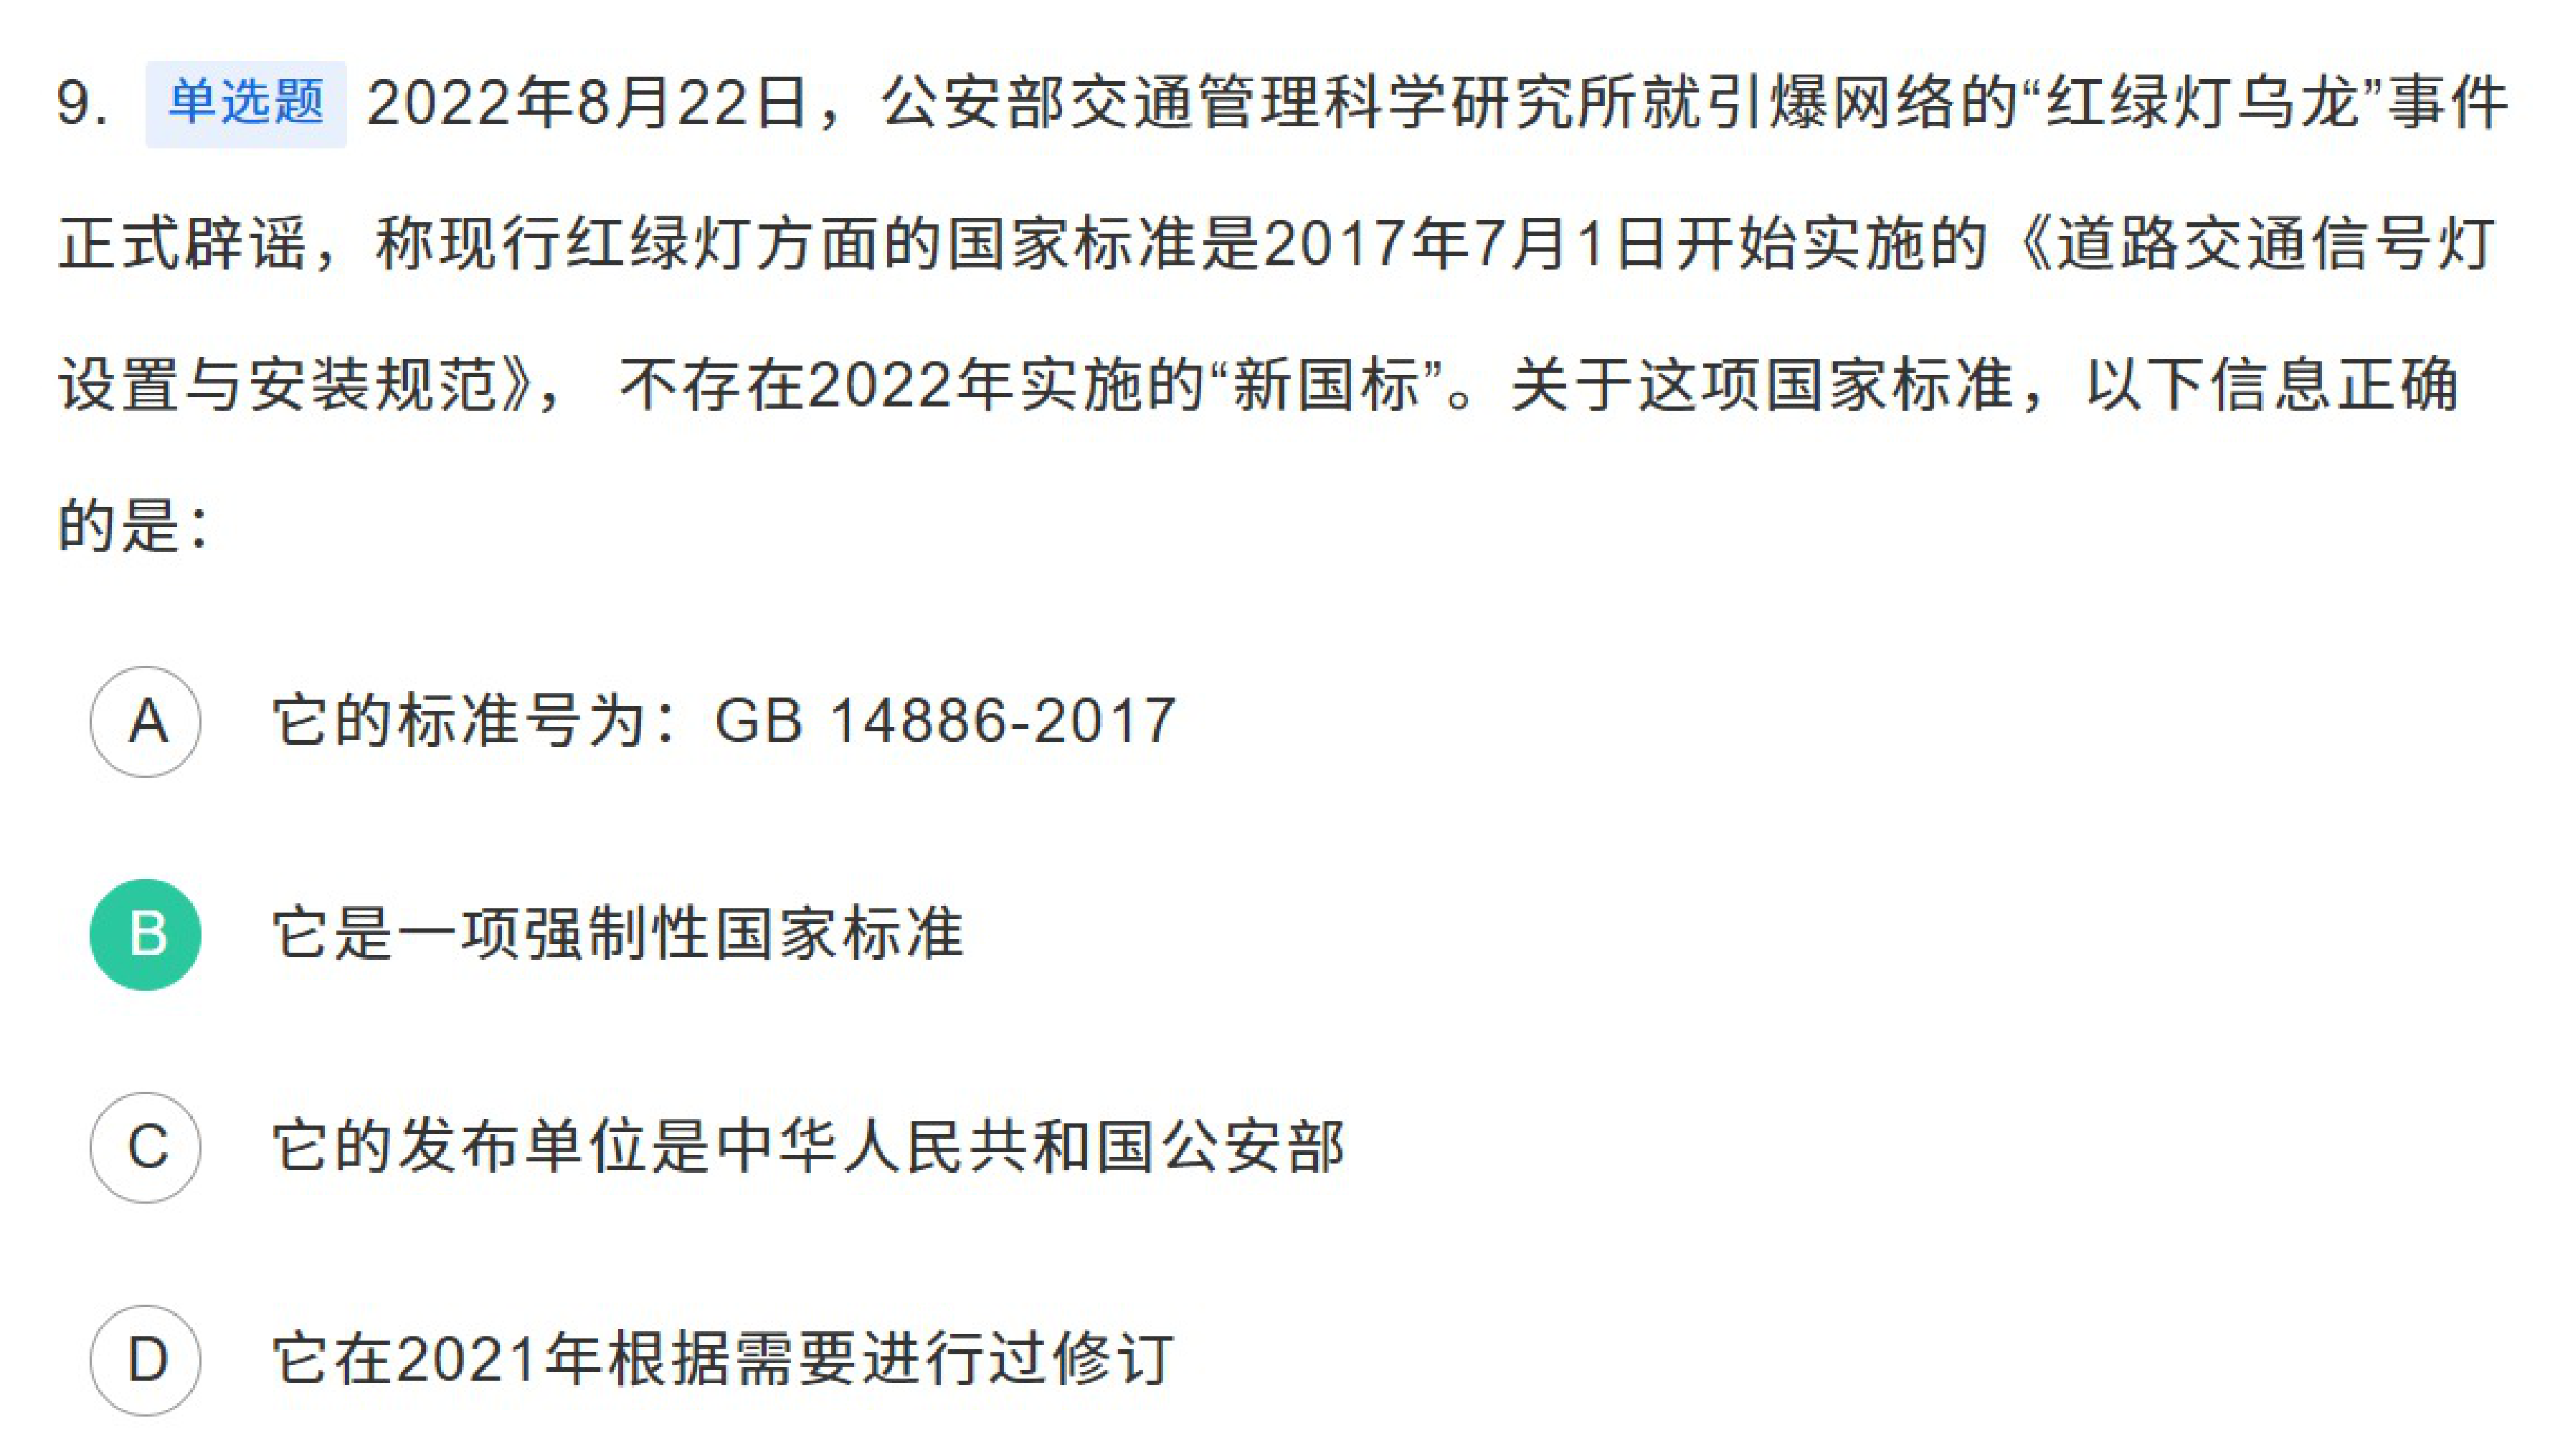 9. 单选题 2022年8月22日，公安部交通管理科学研究所就引爆网络的“红绿灯乌龙”事件
正式辟谣，称现行红绿灯方面的国家标准是2017年7月1日开始实施的《道路交通信号灯
设置与安装规范》， 不存在2022年实施的“新国标”。关于这项国家标准，以下信息正确
的是：
A 它的标准号为：GB 14886-2017
B 它是一项强制性国家标准
C 它的发布单位是中华人民共和国公安部
D 它在2021年根据需要进行过修订